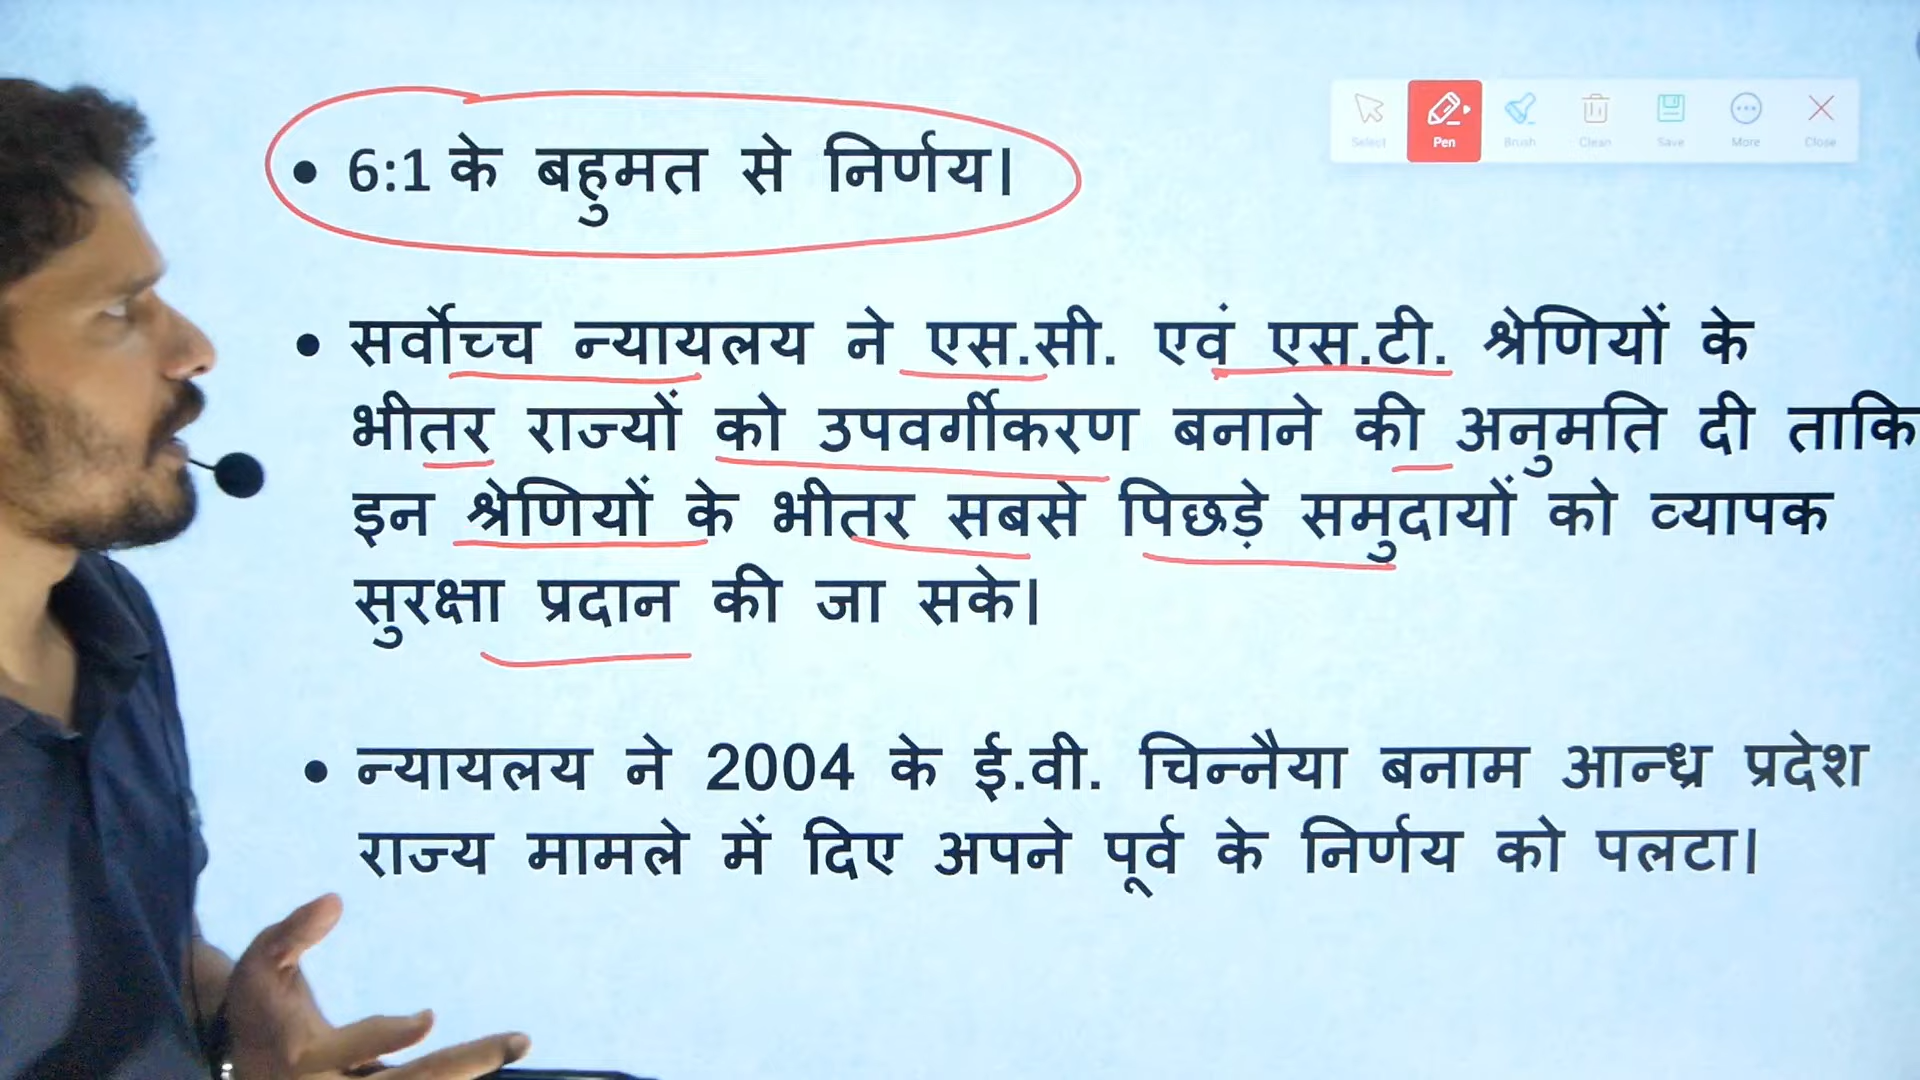 Select Pen Brush Clean Save More Close
• 6:1 के बहुमत से निर्णय।
• सर्वोच्च न्यायलय ने एस.सी. एवं एस.टी. श्रेणियों के
भीतर राज्यों को उपवर्गीकरण बनाने की अनुमति दी ताकि
इन श्रेणियों के भीतर सबसे पिछड़े समुदायों को व्यापक
सुरक्षा प्रदान की जा सके।
• न्यायलय ने 2004 के ई.वी. चिन्नैया बनाम आन्ध्र प्रदेश
राज्य मामले में दिए अपने पूर्व के निर्णय को पलटा।